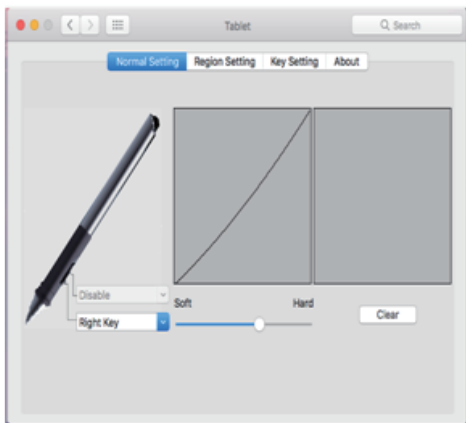 Tablet
Search
Normal Setting Region Setting Key Setting About
Disable
Right Key
Soft Hard
Clear